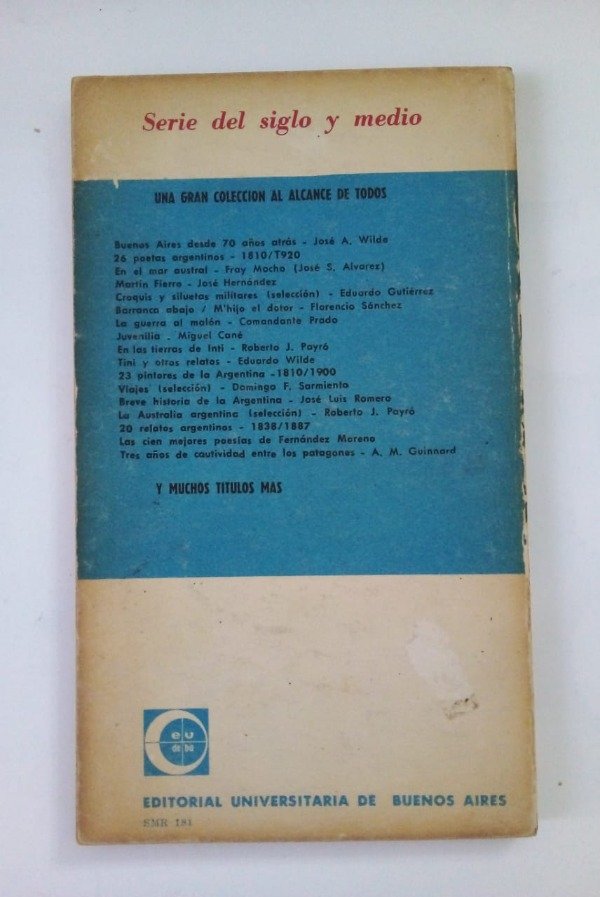 Serie del siglo y medio
UNA GRAN COLECCION AL ALCANCE DE TODOS
Buenos Aires desde 70 años atrás - José A. Wilde
26 poetas argentinos - 1810/1920
En el mar austral - Fray Mocho (José S. Alvarez)
Martín Fierro - José Hernández
Croquis y siluetas militares (selección) - Eduardo Gutiérrez
Barranca abajo / M'hijo el dotor - Florencio Sánchez
La guerra al malón - Comandante Prado
Juvenilia - Miguel Cané
En las tierras de Inti - Roberto J. Payró
Tini y otros relatos - Eduardo Wilde
23 pintores de la Argentina -1810/1900
Viajes (selección) - Domingo F. Sarmiento
Breve historia de la Argentina - José Luis Romero
La Australia argentina (selección) - Roberto J. Payró
20 relatos argentinos - 1838/1887
Las cien mejores poesías de Fernández Moreno
Tres años de cautividad entre los patagones - A. M. Guinnard
Y MUCHOS TITULOS MAS
eu
deba
EDITORIAL UNIVERSITARIA DE BUENOS AIRES
SMR 181